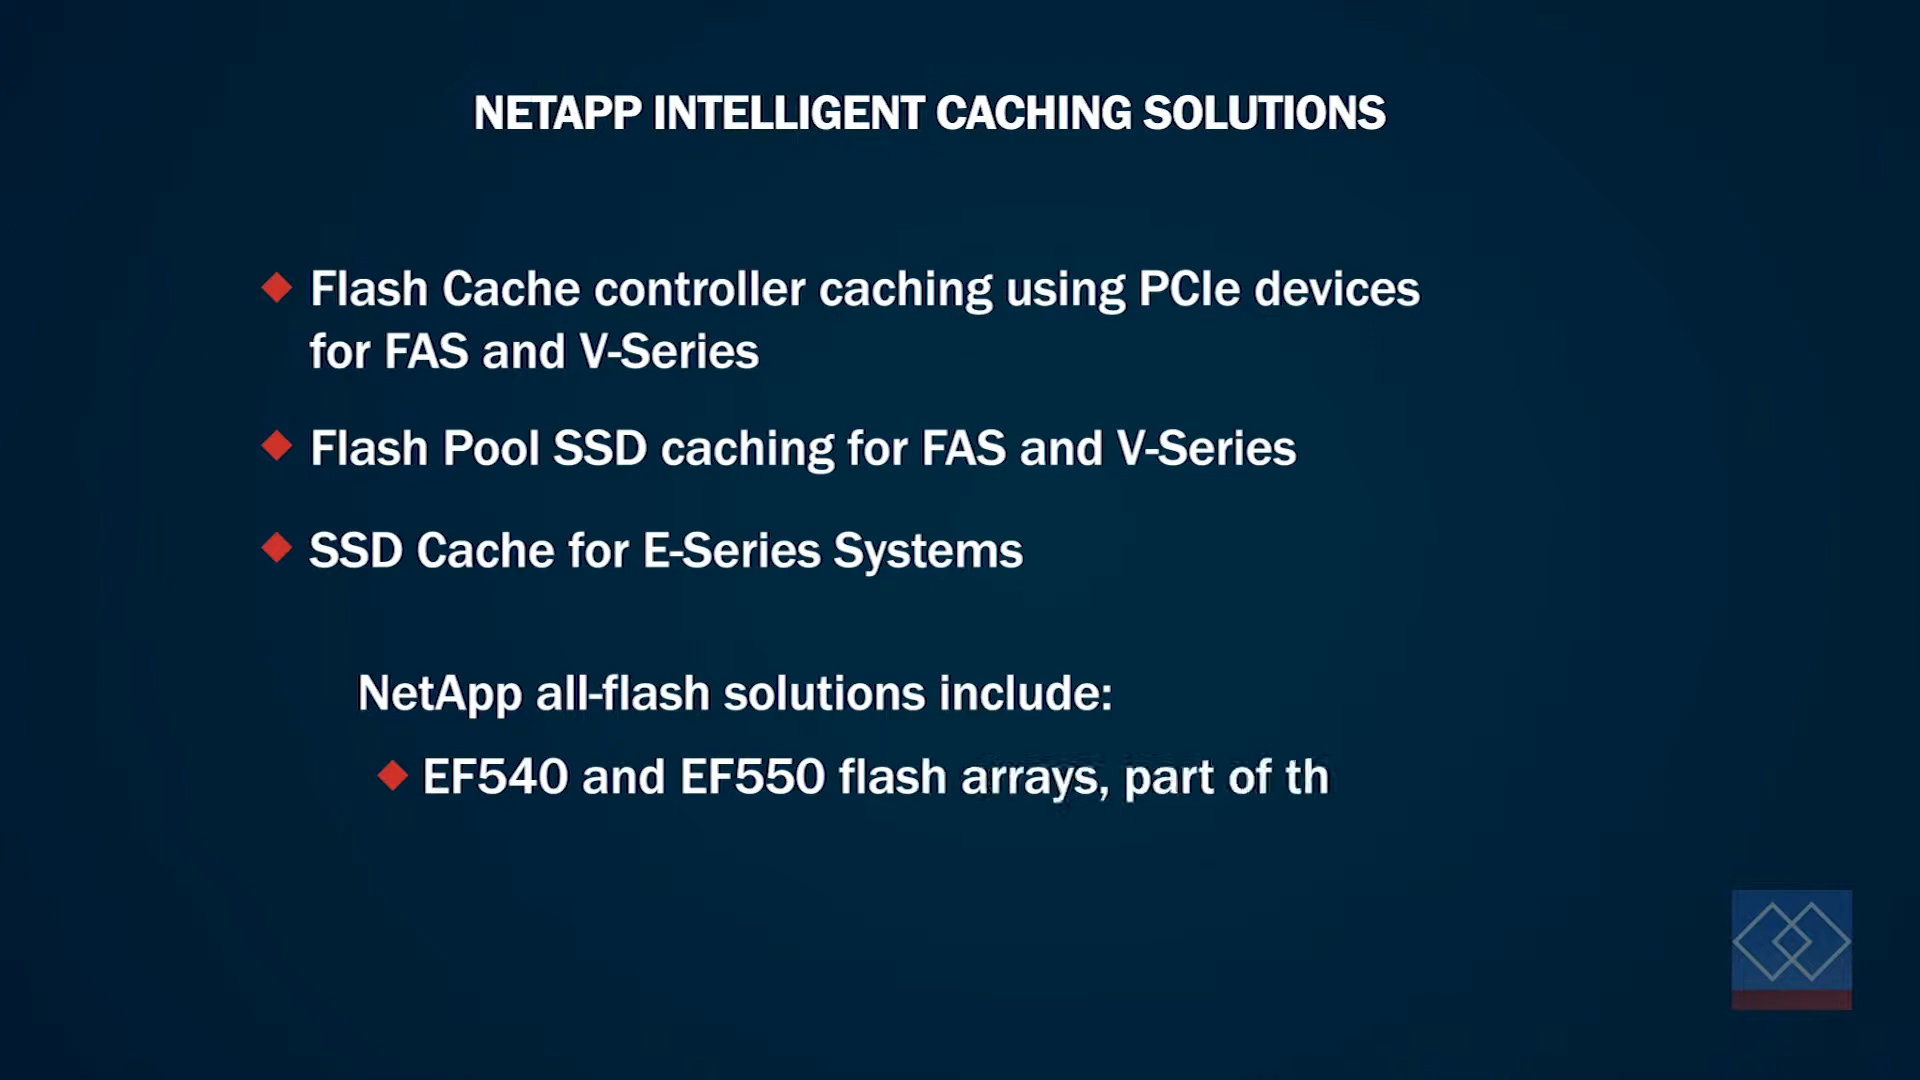 NETAPP INTELLIGENT CACHING SOLUTIONS
Flash Cache controller caching using PCIe devices
for FAS and V-Series
Flash Pool SSD caching for FAS and V-Series
SSD Cache for E-Series Systems
NetApp all-flash solutions include:
EF540 and EF550 flash arrays, part of th